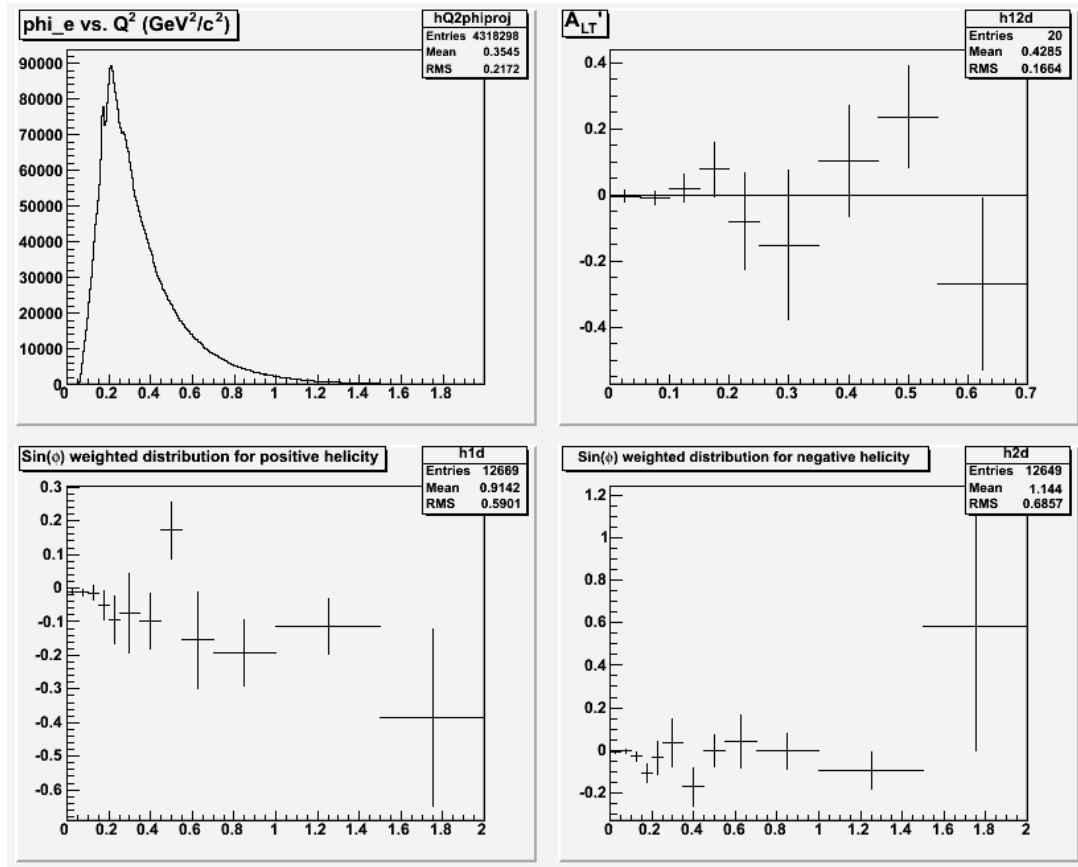 phi_e vs. Q² (GeV²/c²)
hQ2phiproj
Entries 4318298
Mean 0.3545
RMS 0.2172
90000
80000
70000
60000
50000
40000
30000
20000
10000
0
0 0.2 0.4 0.6 0.8 1 1.2 1.4 1.6 1.8
A_LT'
h12d
Entries 20
Mean 0.4285
RMS 0.1664
0.4
0.2
0
-0.2
-0.4
0 0.1 0.2 0.3 0.4 0.5 0.6 0.7
Sin(ϕ) weighted distribution for positive helicity
h1d
Entries 12669
Mean 0.9142
RMS 0.5901
0.3
0.2
0.1
0
-0.1
-0.2
-0.3
-0.4
-0.5
-0.6
0 0.2 0.4 0.6 0.8 1 1.2 1.4 1.6 1.8 2
Sin(ϕ) weighted distribution for negative helicity
h2d
Entries 12649
Mean 1.144
RMS 0.6857
1.2
1
0.8
0.6
0.4
0.2
0
-0.2
0 0.2 0.4 0.6 0.8 1 1.2 1.4 1.6 1.8 2